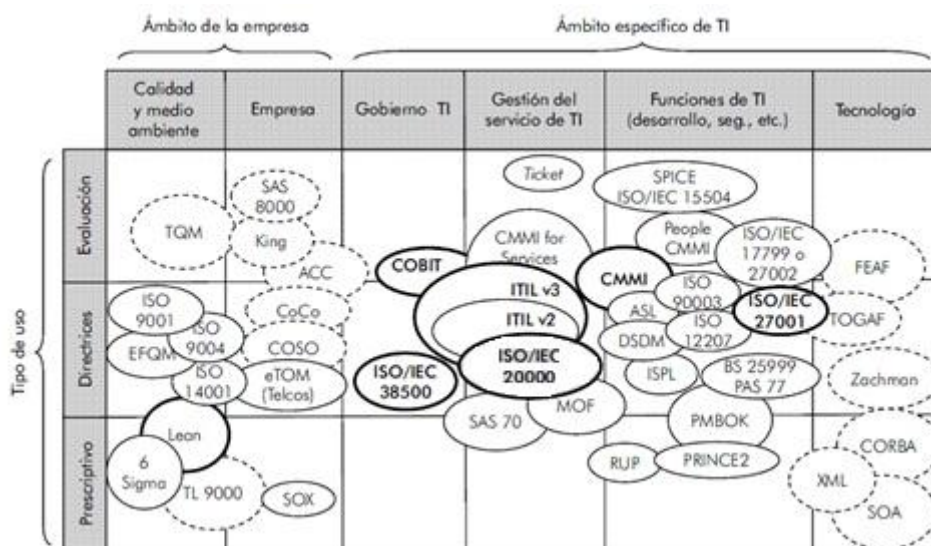 Ámbito de la empresa
Ámbito específico de TI
Calidad
y medio
ambiente
Empresa
Gobierno TI
Gestión del
servicio de TI
Funciones de TI
(desarrollo, seg., etc.)
Tecnología
Tipo de uso
Evaluación
TQM
SAS
8000
King
ACC
COBIT
Ticket
CMMI for
Services
SPICE
ISO/IEC 15504
People
CMMI
CMMI
ISO/IEC
17799 o
27002
FEAF
Directrices
ISO
9001
ISO
9004
EFQM
ISO
14001
CoCo
COSO
eTOM
(Telcos)
ISO/IEC
38500
ITIL v3
ITIL v2
ISO/IEC
20000
MOF
SAS 70
ISO
90003
ASL
ISO/IEC
27001
DSDM
ISO
12207
ISPL
BS 25999
PAS 77
TOGAF
Zachman
Prescriptivo
Lean
6
Sigma
TL 9000
SOX
PMBOK
RUP
PRINCE2
CORBA
XML
SOA